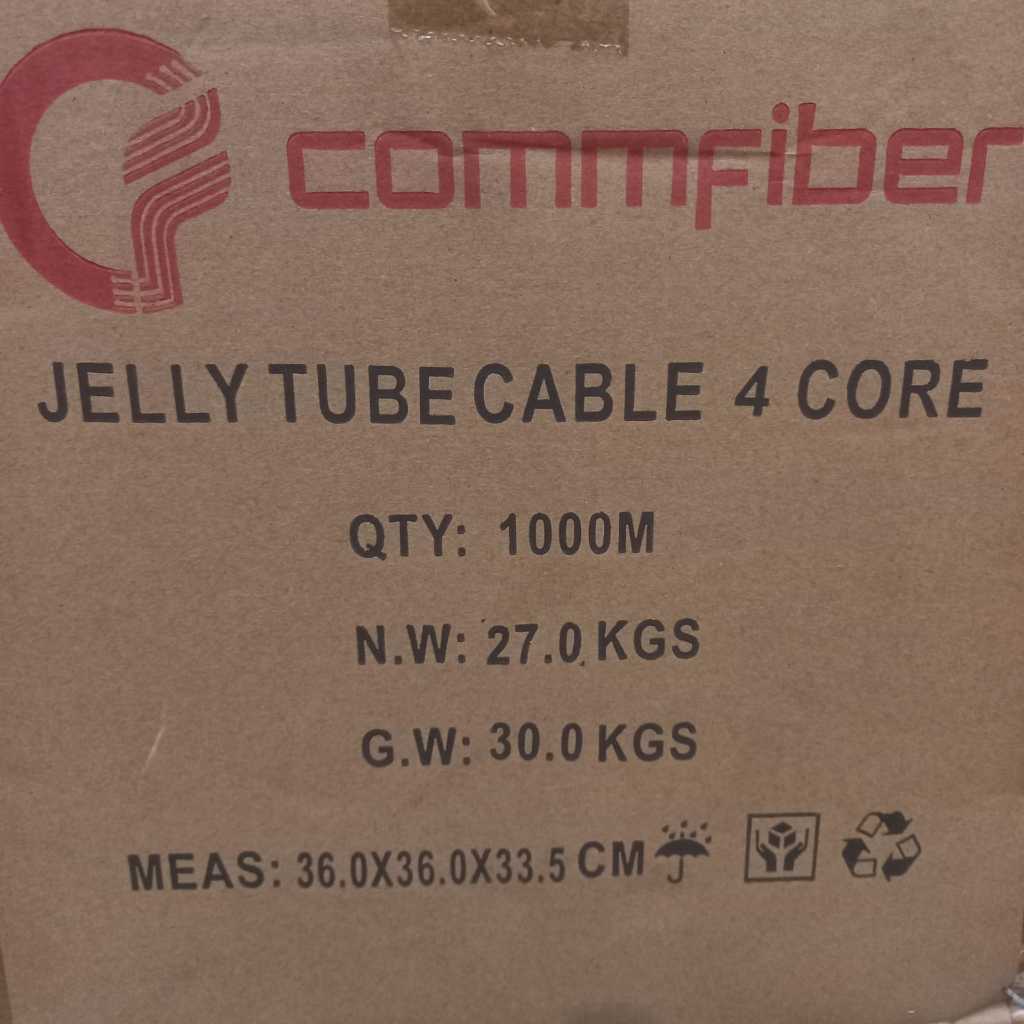 commfiber
JELLY TUBE CABLE 4 CORE
QTY: 1000M
N.W: 27.0 KGS
G.W: 30.0 KGS
MEAS: 36.0X36.0X33.5 CM